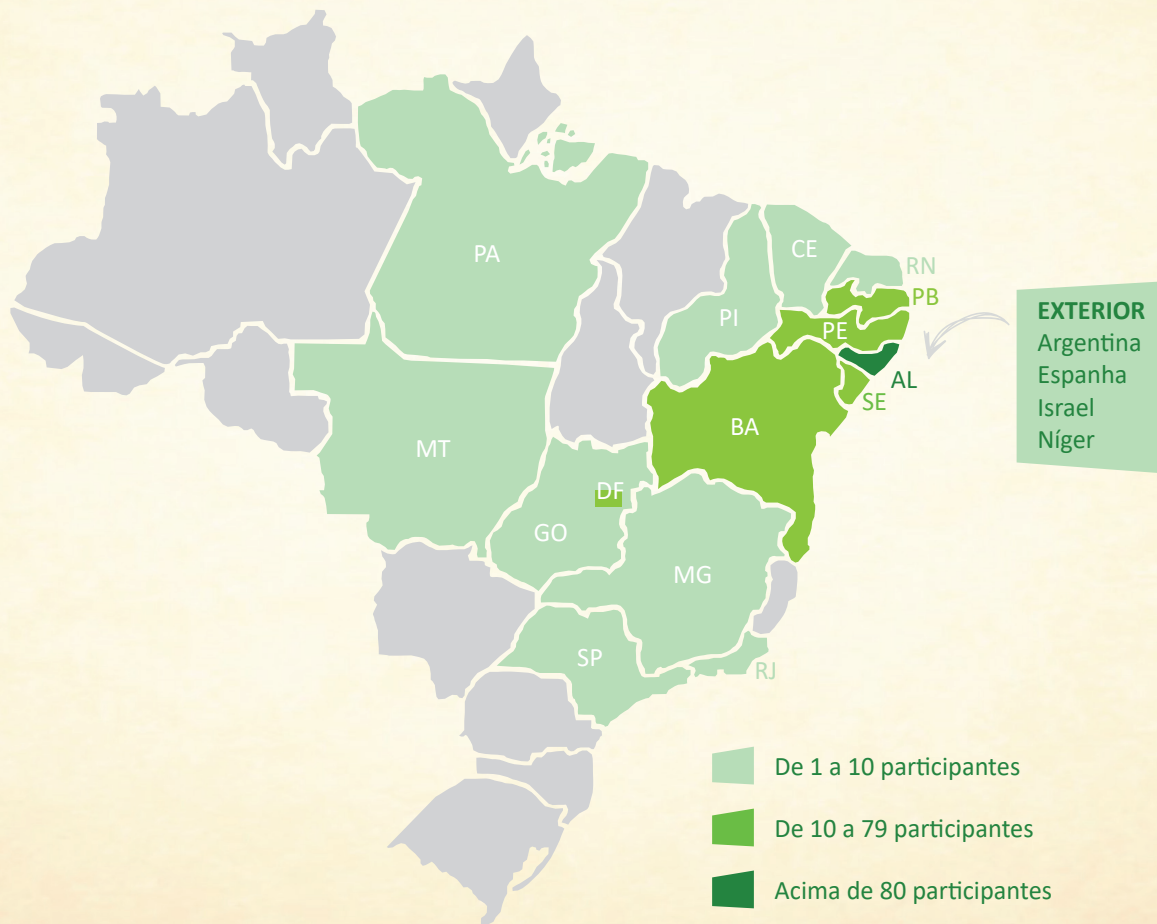 PA
CE
RN
PI
PB
PE
AL
SE
BA
MT
DF
GO
MG
SP
RJ
EXTERIOR
Argentina
Espanha
Israel
Níger
De 1 a 10 participantes
De 10 a 79 participantes
Acima de 80 participantes